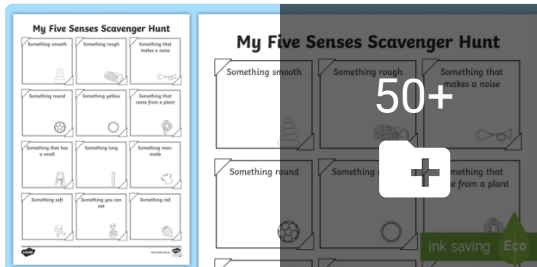 My Five Senses Scavenger Hunt
Something smooth
Something rough
Something that
makes a noise
Something round
Something yellow
Something that
come from a plant
Something that has
a smell
Something long
Something man-
made
Something soft
Something you can
eat
Something red
My Five Senses Scavenger Hunt
Something smooth
Something rough
Something that
makes a noise
Something round
mething that
e from a plant
50+
ink saving
Eco